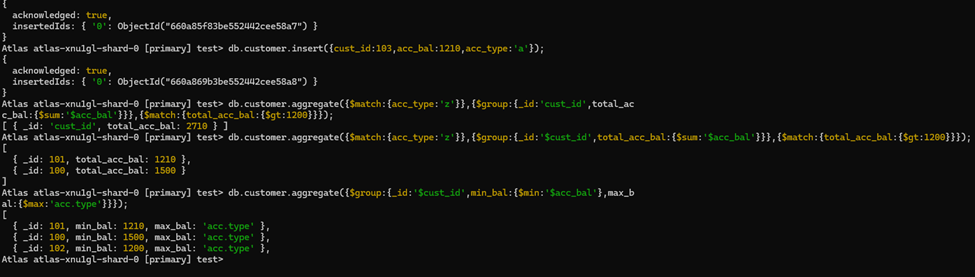 {
  acknowledged: true,
  insertedIds: { '0': ObjectId("660a85f83be552442cee58a7") }
}
Atlas atlas-xnu1gl-shard-0 [primary] test> db.customer.insert({cust_id:103,acc_bal:1210,acc_type:'a'});
{
  acknowledged: true,
  insertedIds: { '0': ObjectId("660a869b3be552442cee58a8") }
}
Atlas atlas-xnu1gl-shard-0 [primary] test> db.customer.aggregate({$match:{acc_type:'z'}},{$group:{_id:'cust_id',total_ac
c_bal:{$sum:'$acc_bal'}}},{$match:{total_acc_bal:{$gt:1200}}});
[ { _id: 'cust_id', total_acc_bal: 2710 } ]
Atlas atlas-xnu1gl-shard-0 [primary] test> db.customer.aggregate({$match:{acc_type:'z'}},{$group:{_id:'$cust_id',total_acc_bal:{$sum:'$acc_bal'}}},{$match:{total_acc_bal:{$gt:1200}}});
[
  { _id: 101, total_acc_bal: 1210 },
  { _id: 100, total_acc_bal: 1500 }
]
Atlas atlas-xnu1gl-shard-0 [primary] test> db.customer.aggregate({$group:{_id:'$cust_id',min_bal:{$min:'$acc_bal'},max_b
al:{$max:'acc.type'}}});
[
  { _id: 101, min_bal: 1210, max_bal: 'acc.type' },
  { _id: 100, min_bal: 1500, max_bal: 'acc.type' },
  { _id: 102, min_bal: 1200, max_bal: 'acc.type' },
Atlas atlas-xnu1gl-shard-0 [primary] test>